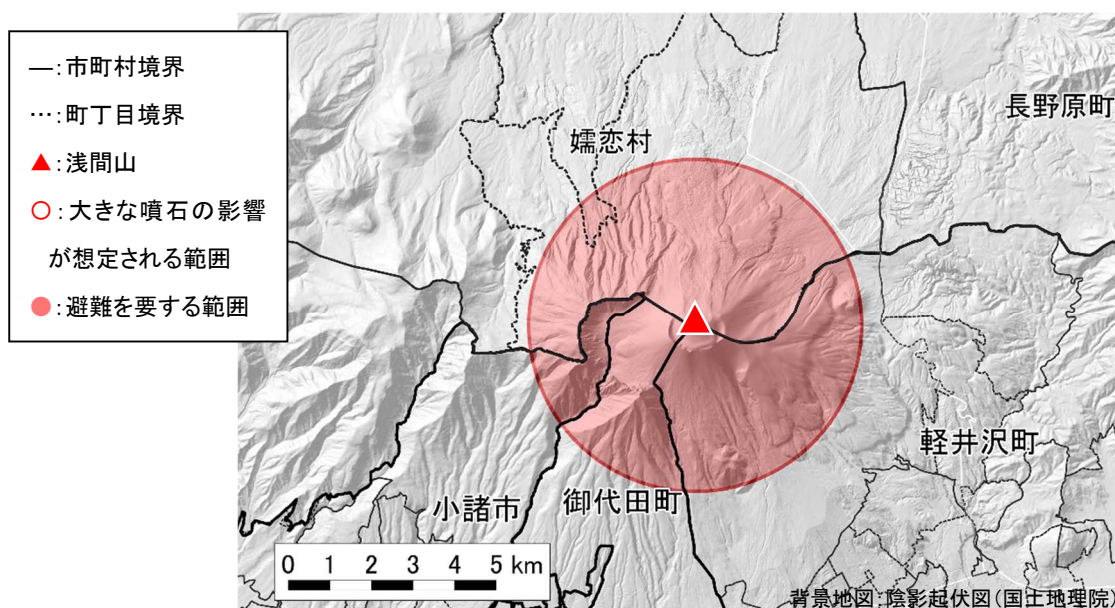 ―：市町村境界
…：町丁目境界
▲：浅間山
○：大きな噴石の影響
が想定される範囲
●：避難を要する範囲
長野原町
嬬恋村
軽井沢町
小諸市
御代田町
0 1 2 3 4 5 km
背景地図：陰影起伏図（国土地理院）